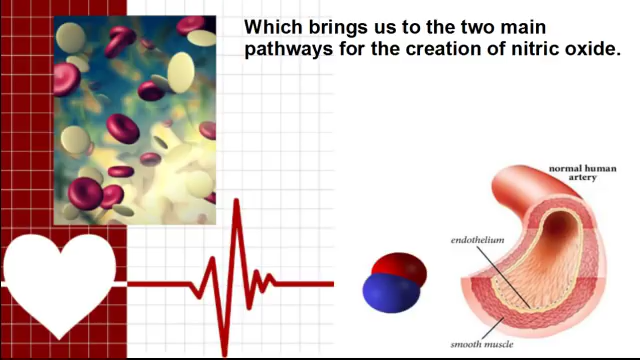 Which brings us to the two main
pathways for the creation of nitric oxide.
normal human
artery
endothelium
smooth muscle